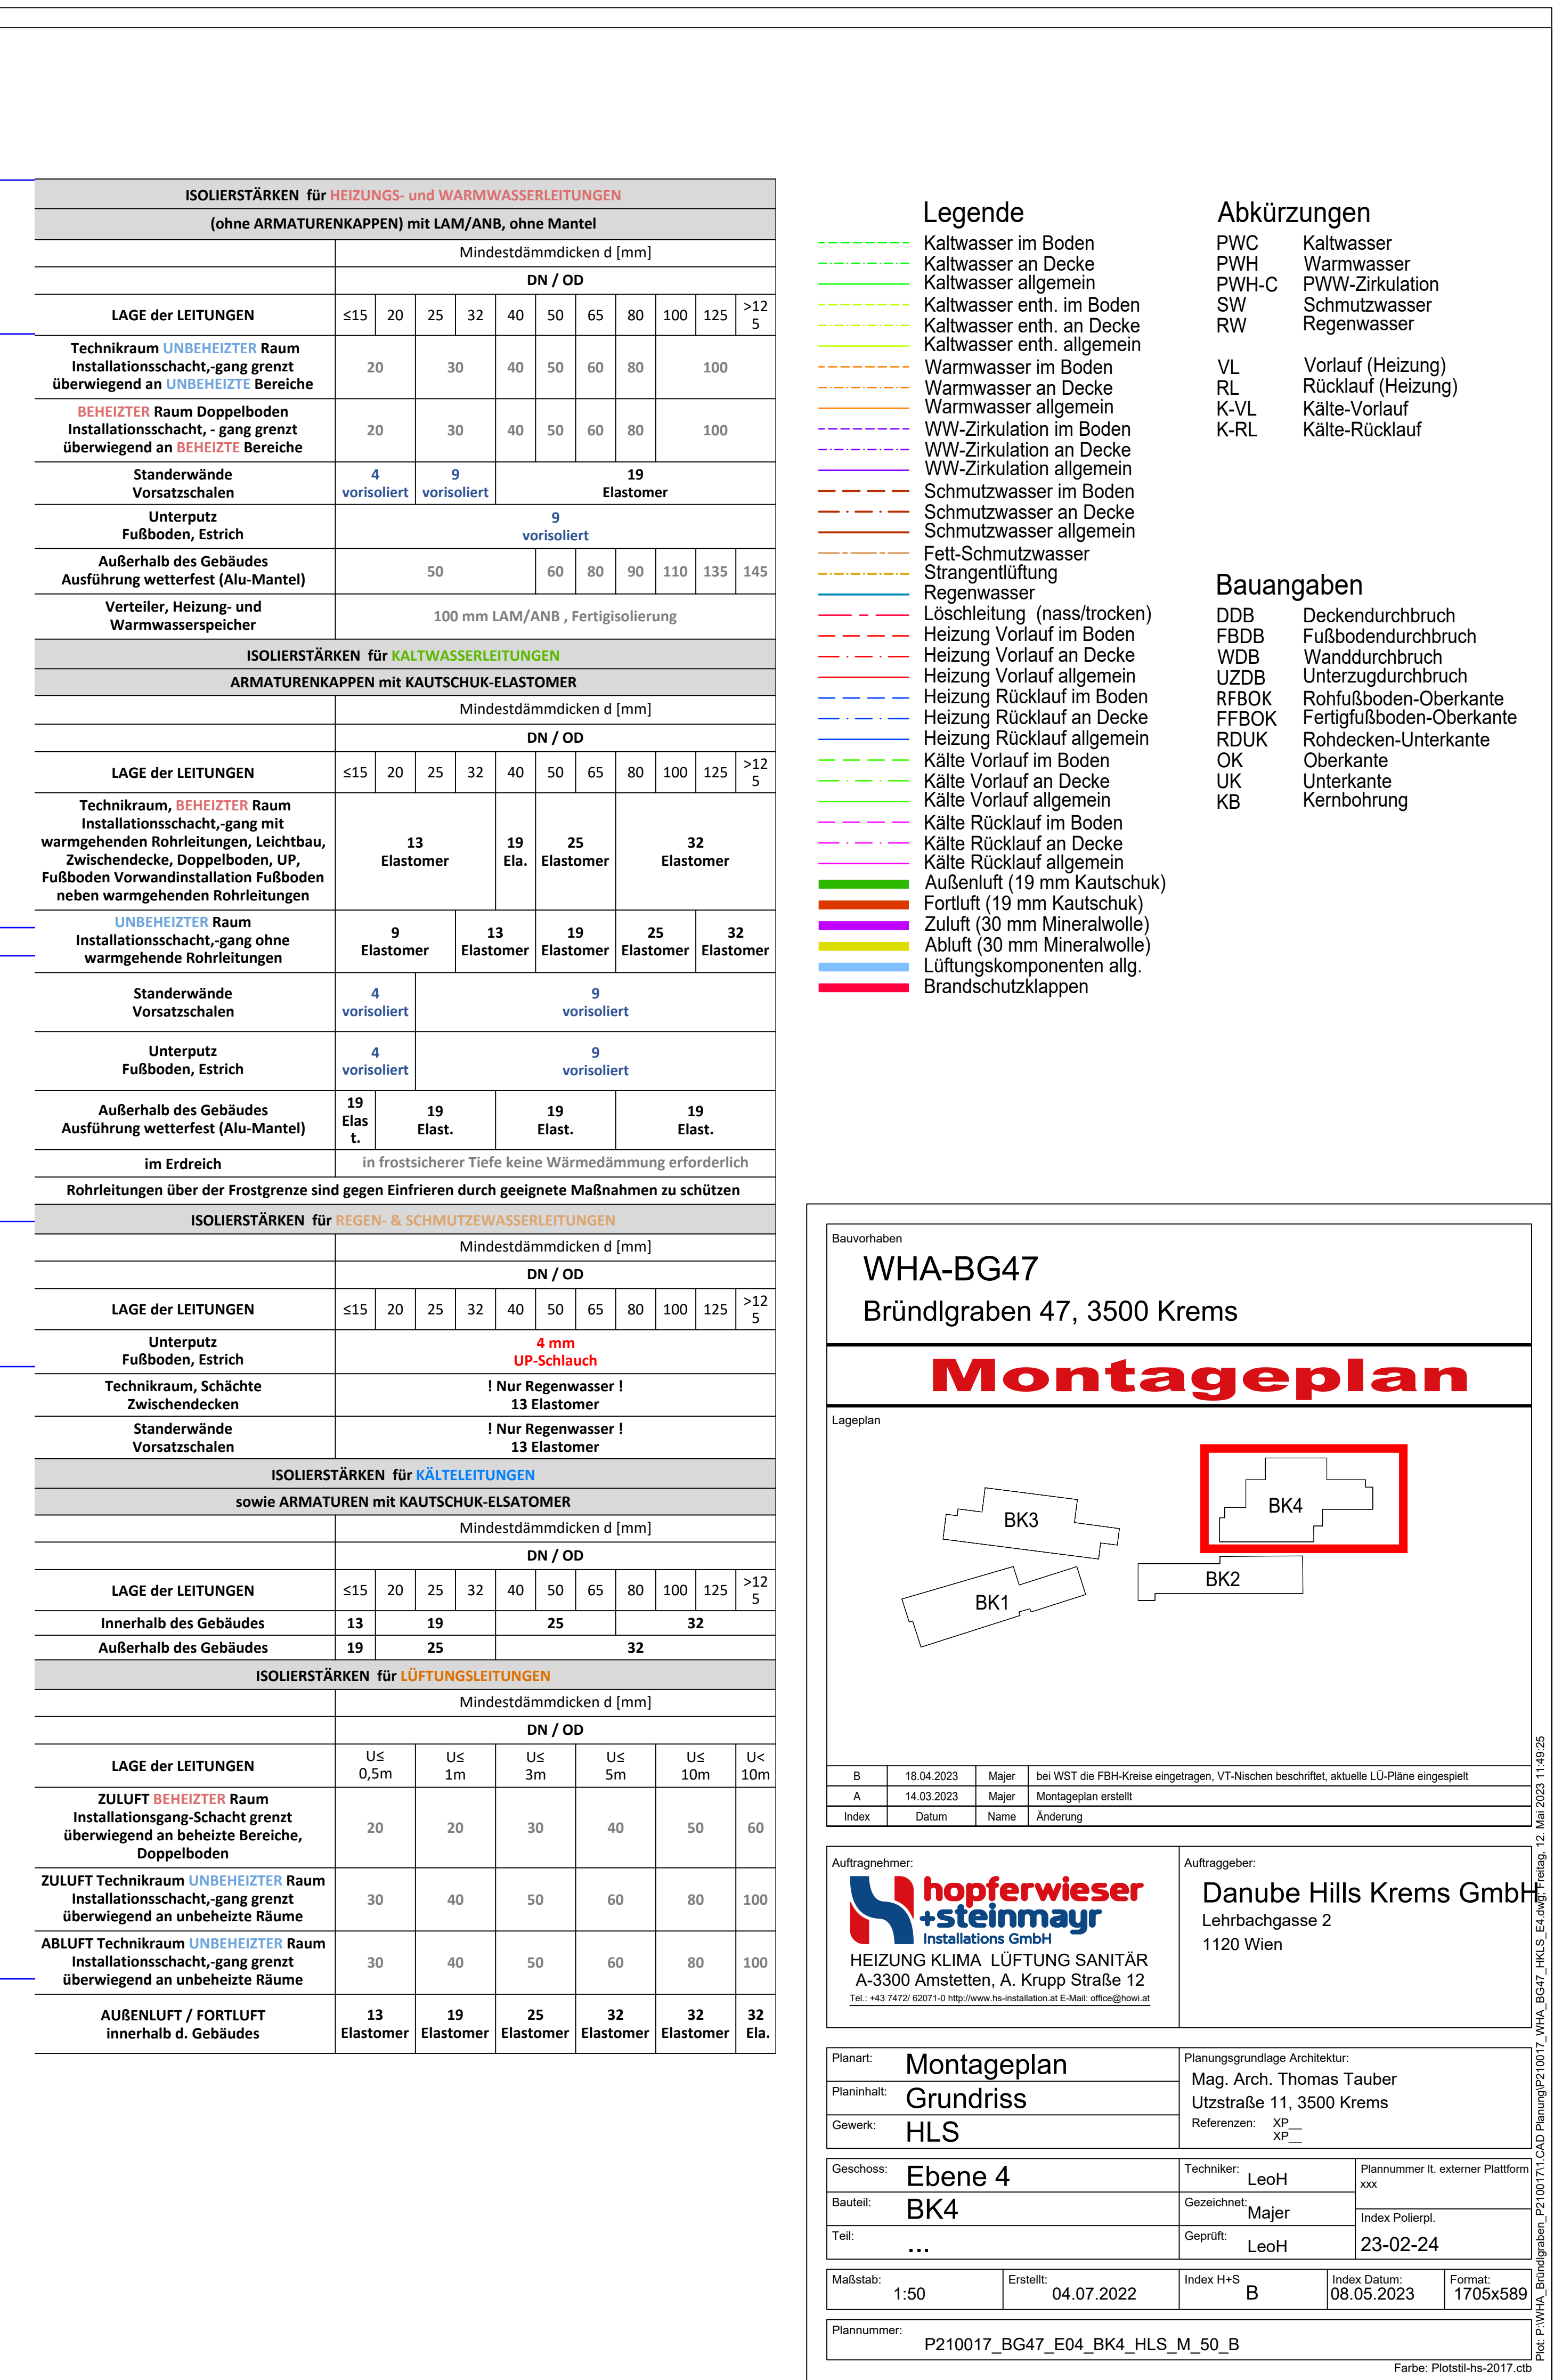 ISOLIERSTÄRKEN für HEIZUNGS- und WARMWASSERLEITUNGEN
(ohne ARMATURENKAPPEN) mit LAM/ANB, ohne Mantel
Mindestdämmdicken d [mm]
DN / OD
LAGE der LEITUNGEN ≤15 20 25 32 40 50 65 80 100 125 >12
5
Technikraum UNBEHEIZTER Raum
Installationsschacht,-gang grenzt
überwiegend an UNBEHEIZTE Bereiche
20 30 40 50 60 80 100
BEHEIZTER Raum Doppelboden
Installationsschacht, - gang grenzt
überwiegend an BEHEIZTE Bereiche
20 30 40 50 60 80 100
Standerwände
Vorsatzschalen
4 9 19
vorisoliert vorisoliert Elastomer
Unterputz
Fußboden, Estrich
9
vorisoliert
Außerhalb des Gebäudes
Ausführung wetterfest (Alu-Mantel)
50 60 80 90 110 135 145
Verteiler, Heizung- und
Warmwasserspeicher
100 mm LAM/ANB , Fertigisolierung
ISOLIERSTÄRKEN für KALTWASSERLEITUNGEN
ARMATURENKAPPEN mit KAUTSCHUK-ELASTOMER
Mindestdämmdicken d [mm]
DN / OD
LAGE der LEITUNGEN ≤15 20 25 32 40 50 65 80 100 125 >12
5
Technikraum, BEHEIZTER Raum
Installationsschacht,-gang mit
warmgehenden Rohrleitungen, Leichtbau,
Zwischendecke, Doppelboden, UP,
Fußboden Vorwandinstallation Fußboden
neben warmgehenden Rohrleitungen
13 19 25 32
Elastomer Ela. Elastomer Elastomer
UNBEHEIZTER Raum
Installationsschacht,-gang ohne
warmgehende Rohrleitungen
9 13 19 25 32
Elastomer Elastomer Elastomer Elastomer Elastomer
Standerwände
Vorsatzschalen
4 9
vorisoliert vorisoliert
Unterputz
Fußboden, Estrich
4 9
vorisoliert vorisoliert
Außerhalb des Gebäudes
Ausführung wetterfest (Alu-Mantel)
19
Elas
t.
19 19 19
Elast. Elast. Elast.
im Erdreich in frostsicherer Tiefe keine Wärmedämmung erforderlich
Rohrleitungen über der Frostgrenze sind gegen Einfrieren durch geeignete Maßnahmen zu schützen
ISOLIERSTÄRKEN für REGEN- & SCHMUTZEWASSERLEITUNGEN
Mindestdämmdicken d [mm]
DN / OD
LAGE der LEITUNGEN ≤15 20 25 32 40 50 65 80 100 125 >12
5
Unterputz
Fußboden, Estrich
4 mm
UP-Schlauch
Technikraum, Schächte
Zwischendecken
! Nur Regenwasser !
13 Elastomer
Standerwände
Vorsatzschalen
! Nur Regenwasser !
13 Elastomer
ISOLIERSTÄRKEN für KÄLTELEITUNGEN
sowie ARMATUREN mit KAUTSCHUK-ELSATOMER
Mindestdämmdicken d [mm]
DN / OD
LAGE der LEITUNGEN ≤15 20 25 32 40 50 65 80 100 125 >12
5
Innerhalb des Gebäudes 13 19 25 32
Außerhalb des Gebäudes 19 25 32
ISOLIERSTÄRKEN für LÜFTUNGSLEITUNGEN
Mindestdämmdicken d [mm]
DN / OD
LAGE der LEITUNGEN
U≤ U≤ U≤ U≤ U≤ U<
0,5m 1m 3m 5m 10m 10m
ZULUFT BEHEIZTER Raum
Installationsgang-Schacht grenzt
überwiegend an beheizte Bereiche,
Doppelboden
20 20 30 40 50 60
ZULUFT Technikraum UNBEHEIZTER Raum
Installationsschacht,-gang grenzt
überwiegend an unbeheizte Räume
30 40 50 60 80 100
ABLUFT Technikraum UNBEHEIZTER Raum
Installationsschacht,-gang grenzt
überwiegend an unbeheizte Räume
30 40 50 60 80 100
AUßENLUFT / FORTLUFT
innerhalb d. Gebäudes
13 19 25 32 32 32
Elastomer Elastomer Elastomer Elastomer Elastomer Ela.
Legende
Kaltwasser im Boden
Kaltwasser an Decke
Kaltwasser allgemein
Kaltwasser enth. im Boden
Kaltwasser enth. an Decke
Kaltwasser enth. allgemein
Warmwasser im Boden
Warmwasser an Decke
Warmwasser allgemein
WW-Zirkulation im Boden
WW-Zirkulation an Decke
WW-Zirkulation allgemein
Schmutzwasser im Boden
Schmutzwasser an Decke
Schmutzwasser allgemein
Fett-Schmutzwasser
Strangentlüftung
Regenwasser
Löschleitung (nass/trocken)
Heizung Vorlauf im Boden
Heizung Vorlauf an Decke
Heizung Vorlauf allgemein
Heizung Rücklauf im Boden
Heizung Rücklauf an Decke
Heizung Rücklauf allgemein
Kälte Vorlauf im Boden
Kälte Vorlauf an Decke
Kälte Vorlauf allgemein
Kälte Rücklauf im Boden
Kälte Rücklauf an Decke
Kälte Rücklauf allgemein
Außenluft (19 mm Kautschuk)
Fortluft (19 mm Kautschuk)
Zuluft (30 mm Mineralwolle)
Abluft (30 mm Mineralwolle)
Lüftungskomponenten allg.
Brandschutzklappen
Abkürzungen
PWC Kaltwasser
PWH Warmwasser
PWH-C PWW-Zirkulation
SW Schmutzwasser
RW Regenwasser
VL Vorlauf (Heizung)
RL Rücklauf (Heizung)
K-VL Kälte-Vorlauf
K-RL Kälte-Rücklauf
Bauangaben
DDB Deckendurchbruch
FBDB Fußbodendurchbruch
WDB Wanddurchbruch
UZDB Unterzugdurchbruch
RFBOK Rohfußboden-Oberkante
FFBOK Fertigfußboden-Oberkante
RDUK Rohdecken-Unterkante
OK Oberkante
UK Unterkante
KB Kernbohrung
Bauvorhaben
WHA-BG47
Bründlgraben 47, 3500 Krems
Montageplan
Lageplan
BK4
BK3
BK2
BK1
B 18.04.2023 Majer bei WST die FBH-Kreise eingetragen, VT-Nischen beschriftet, aktuelle LÜ-Pläne eingespielt
A 14.03.2023 Majer Montageplan erstellt
Index Datum Name Änderung
Auftragnehmer:
hopferwieser
+steinmayr
Installations GmbH
HEIZUNG KLIMA LÜFTUNG SANITÄR
A-3300 Amstetten, A. Krupp Straße 12
Tel.: +43 7472/ 62071-0 http://www.hs-installation.at E-Mail: office@howi.at
Auftraggeber:
Danube Hills Krems GmbH
Lehrbachgasse 2
1120 Wien
Planart: Montageplan
Planinhalt: Grundriss
Gewerk: HLS
Planungsgrundlage Architektur:
Mag. Arch. Thomas Tauber
Utzstraße 11, 3500 Krems
Referenzen: XP__
XP__
Geschoss: Ebene 4
Bauteil: BK4
Teil: ...
Techniker: LeoH
Gezeichnet: Majer
Geprüft: LeoH
Plannummer lt. externer Plattform
xxx
Index Polierpl.
23-02-24
Maßstab: 1:50
Erstellt: 04.07.2022
Index H+S B
Index Datum: 08.05.2023
Format: 1705x589
Plannummer: P210017_BG47_E04_BK4_HLS_M_50_B
Farbe: Plotstil-hs-2017.ctb
Plot: P:\WHA_Bründlgraben_P210017\1.CAD Planung\P210017_WHA_BG47_HKLS_E4.dwg; Freitag, 12. Mai 2023 11:49:25